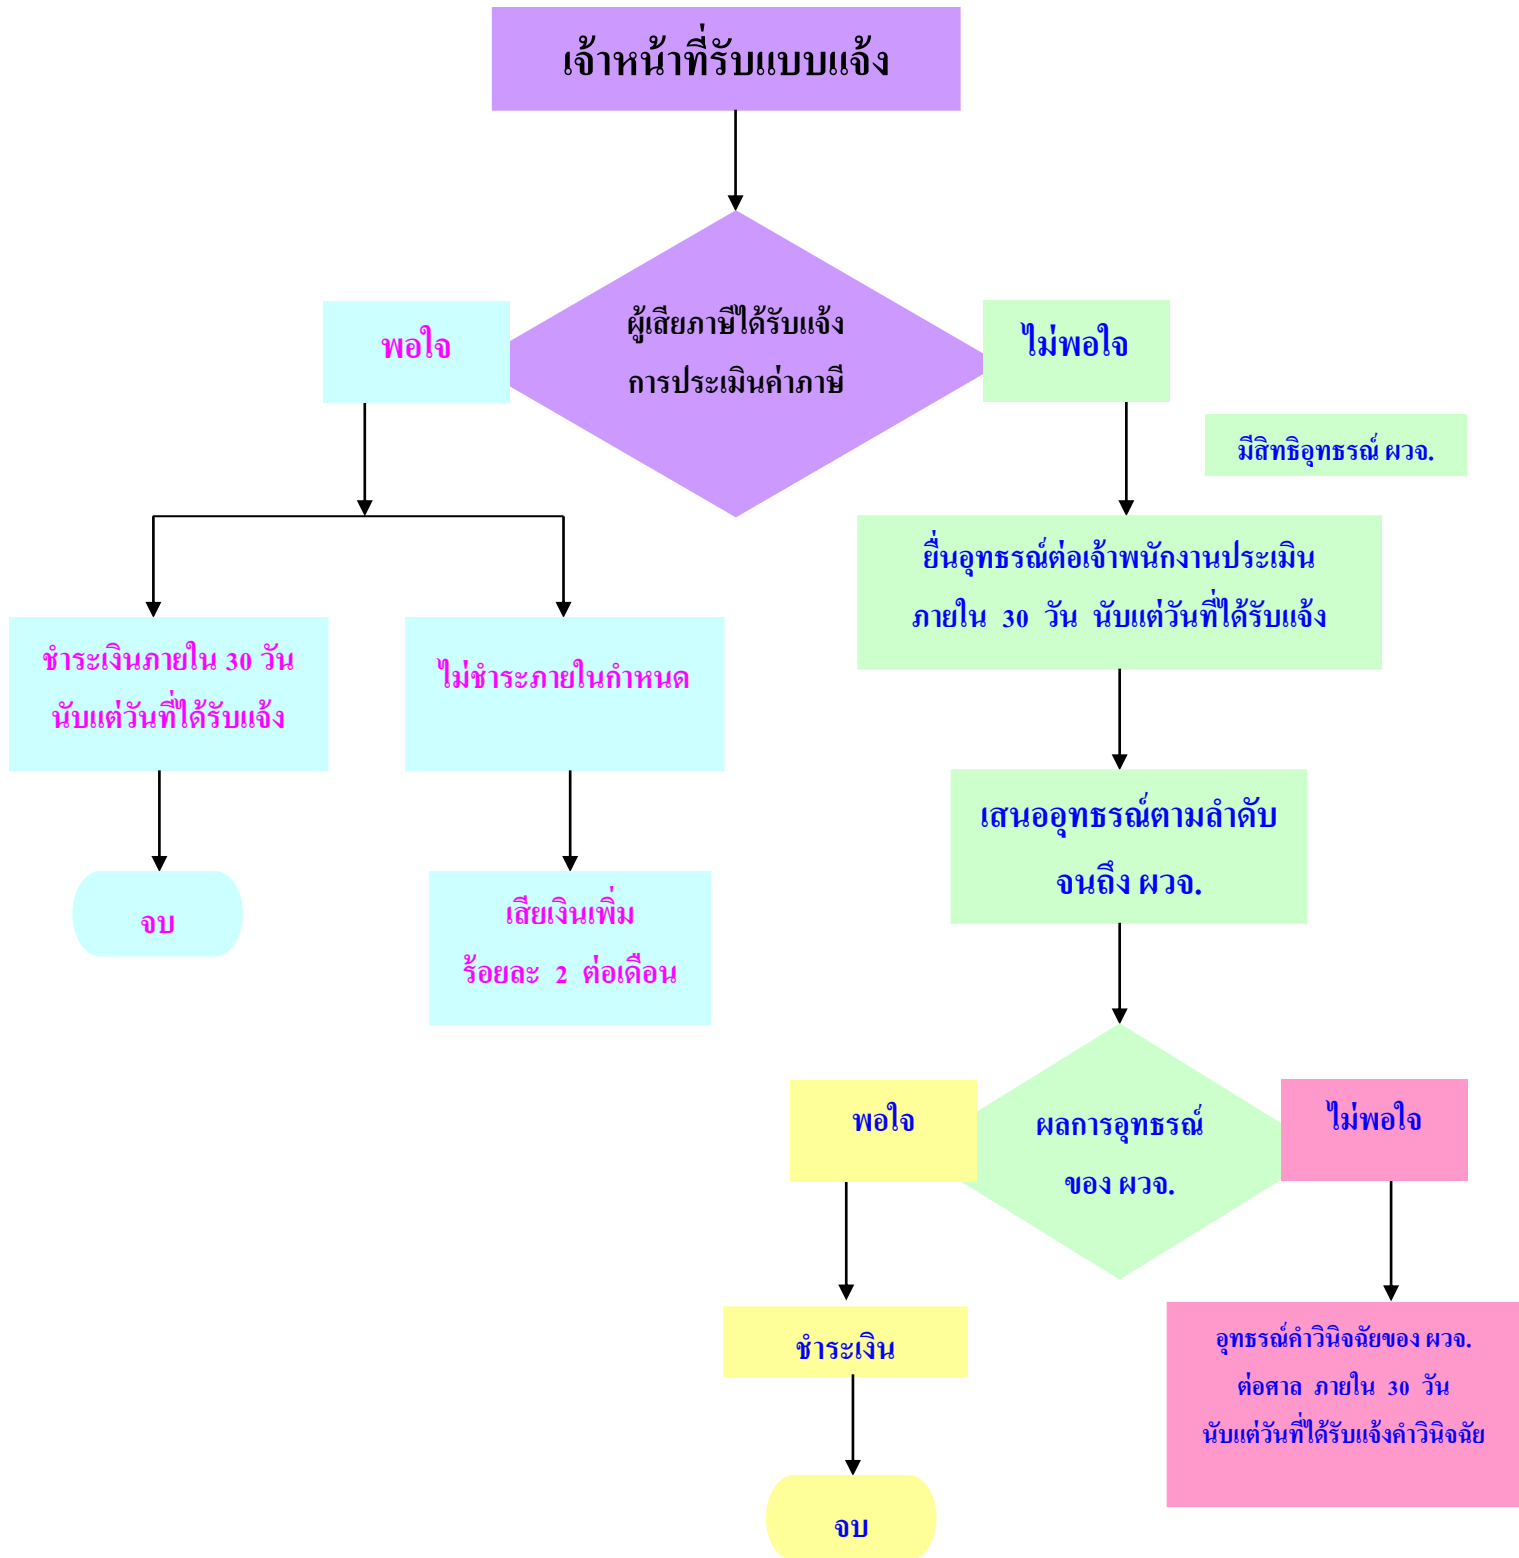 เจ้าหน้าที่รับแบบแจ้ง
ผู้เสียภาษีได้รับแจ้ง
การประเมินค่าภาษี
พอใจ
ไม่พอใจ
มีสิทธิอุทธรณ์ ผวจ.
ชำระเงินภายใน 30 วัน
นับแต่วันที่ได้รับแจ้ง
ไม่ชำระภายในกำหนด
ยื่นอุทธรณ์ต่อเจ้าพนักงานประเมิน
ภายใน 30 วัน นับแต่วันที่ได้รับแจ้ง
จบ
เสียเงินเพิ่ม
ร้อยละ 2 ต่อเดือน
เสนออุทธรณ์ตามลำดับ
จนถึง ผวจ.
พอใจ
ผลการอุทธรณ์
ของ ผวจ.
ไม่พอใจ
ชำระเงิน
อุทธรณ์คำวินิจฉัยของ ผวจ.
ต่อศาล ภายใน 30 วัน
นับแต่วันที่ได้รับแจ้งคำวินิจฉัย
จบ